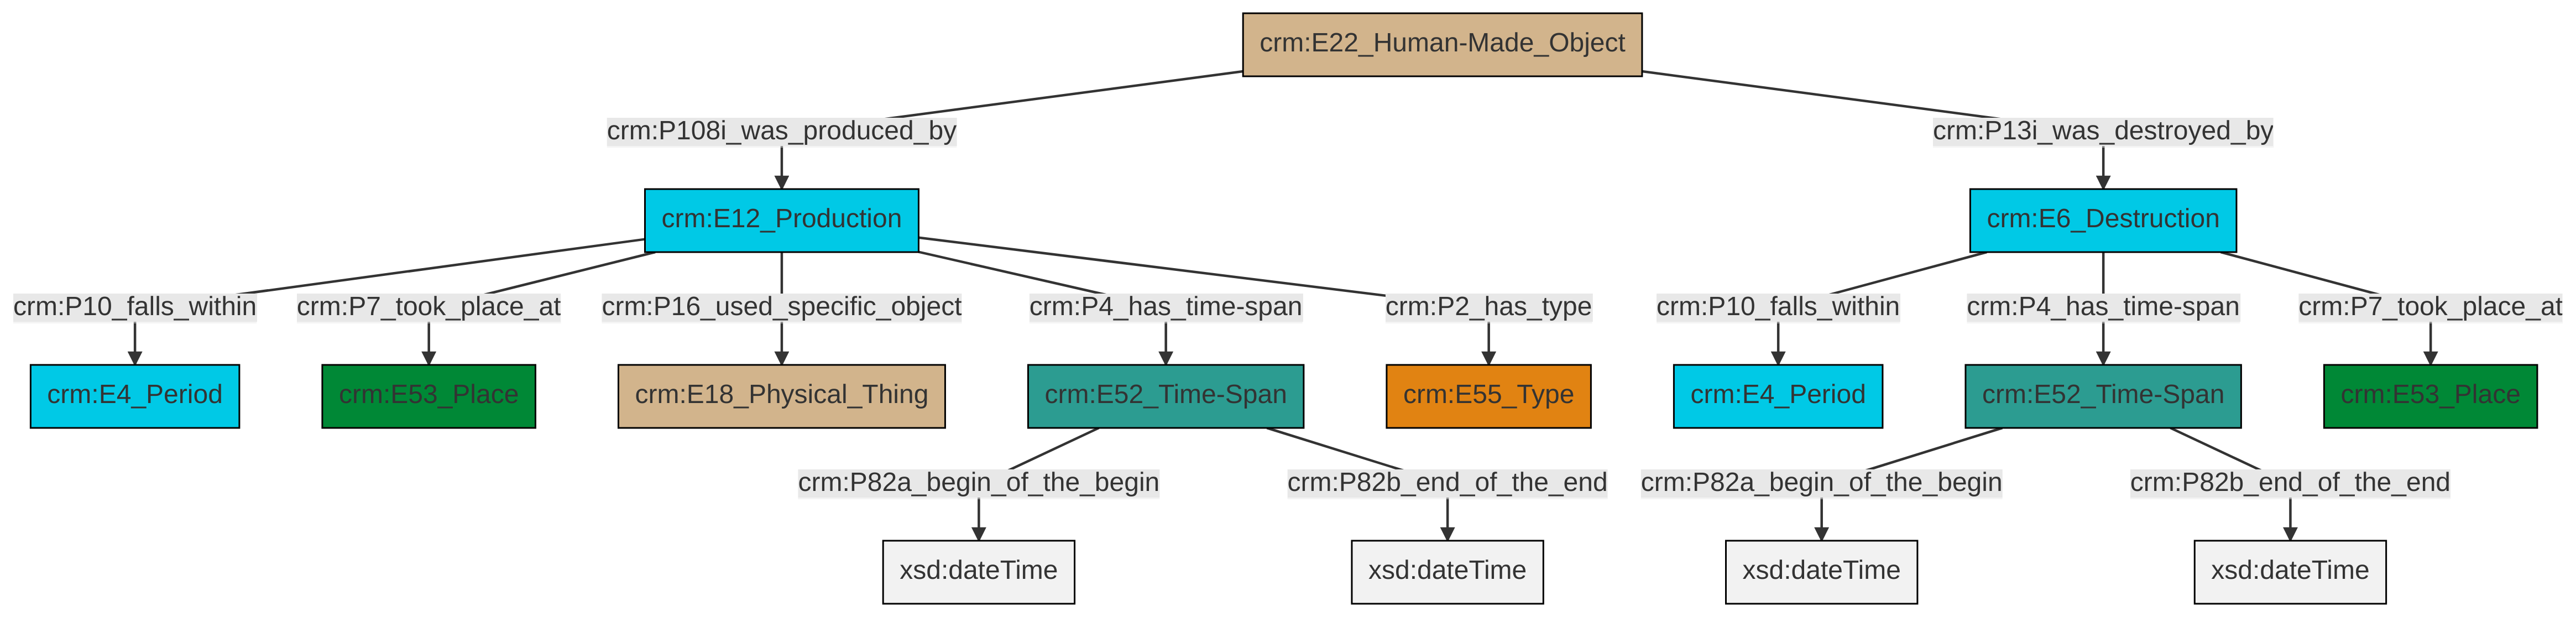 crm:E22_Human-Made_Object
crm:P108i_was_produced_by
crm:P13i_was_destroyed_by
crm:E12_Production
crm:E6_Destruction
crm:P10_falls_within
crm:P7_took_place_at
crm:P16_used_specific_object
crm:P4_has_time-span
crm:P2_has_type
crm:P10_falls_within
crm:P4_has_time-span
crm:P7_took_place_at
crm:E4_Period
crm:E53_Place
crm:E18_Physical_Thing
crm:E52_Time-Span
crm:E55_Type
crm:E4_Period
crm:E52_Time-Span
crm:E53_Place
crm:P82a_begin_of_the_begin
crm:P82b_end_of_the_end
crm:P82a_begin_of_the_begin
crm:P82b_end_of_the_end
xsd:dateTime
xsd:dateTime
xsd:dateTime
xsd:dateTime